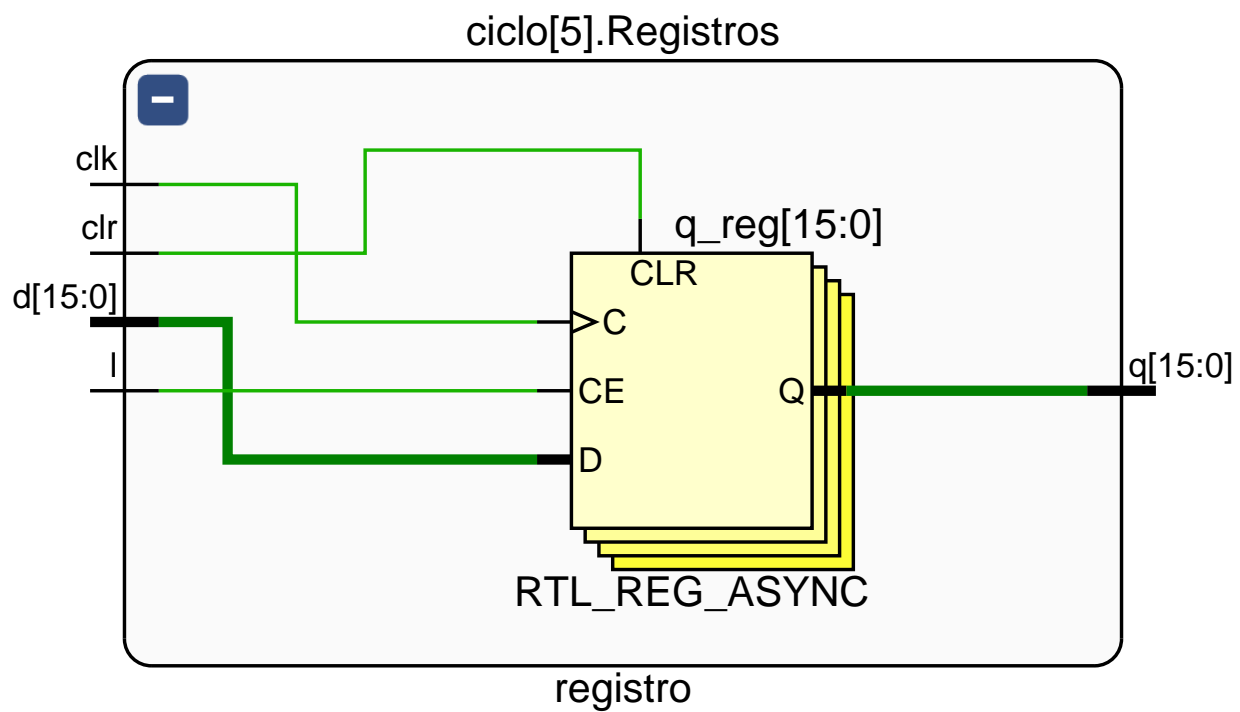 ciclo[5].Registros
clk
clr
q_reg[15:0]
CLR
d[15:0]
C
l
CE
Q
q[15:0]
D
RTL_REG_ASYNC
registro